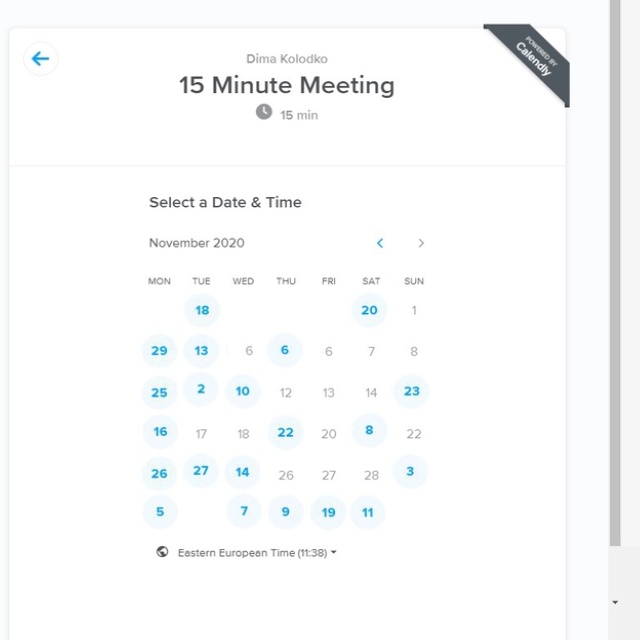 POWERED BY
Calendly
Dima Kolodko
15 Minute Meeting
15 min
Select a Date & Time
November 2020
MON TUE WED THU FRI SAT SUN
18 20 1
29 13 6 6 6 7 8
25 2 10 12 13 14 23
16 17 18 22 20 8 22
26 27 14 26 27 28 3
5 7 9 19 11
Eastern European Time (11:38)